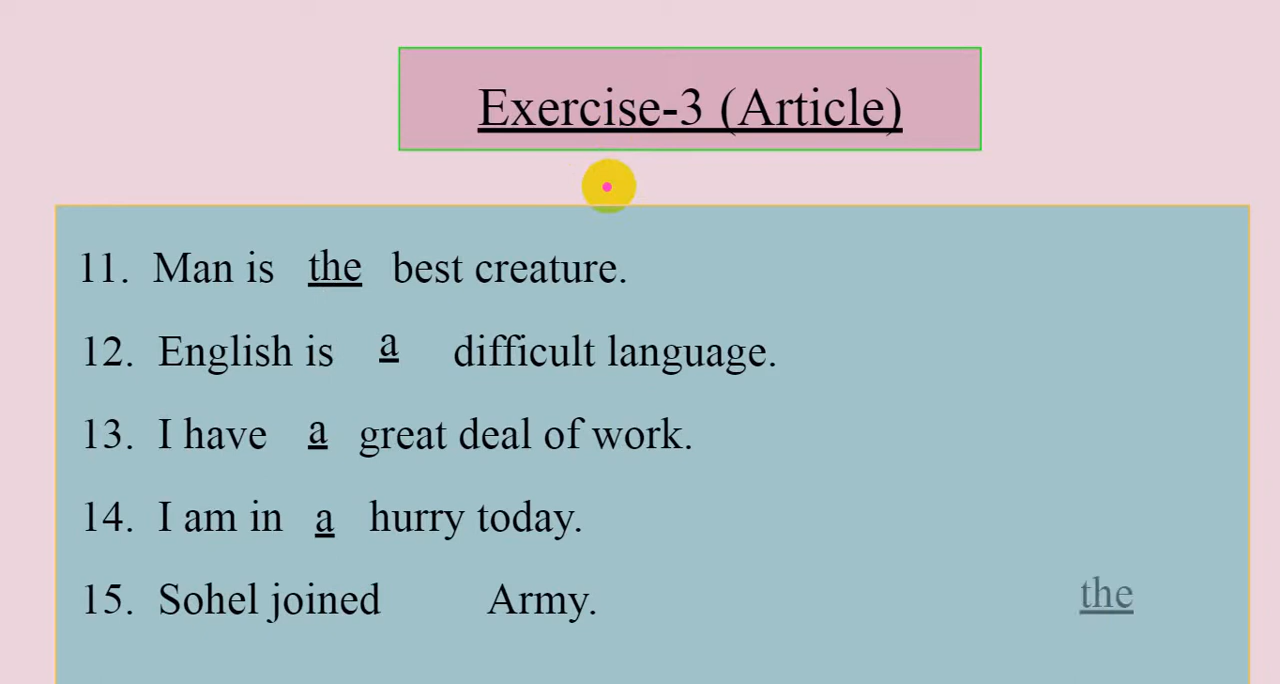 Exercise-3 (Article)
11. Man is the best creature.
12. English is a difficult language.
13. I have a great deal of work.
14. I am in a hurry today.
15. Sohel joined Army. the